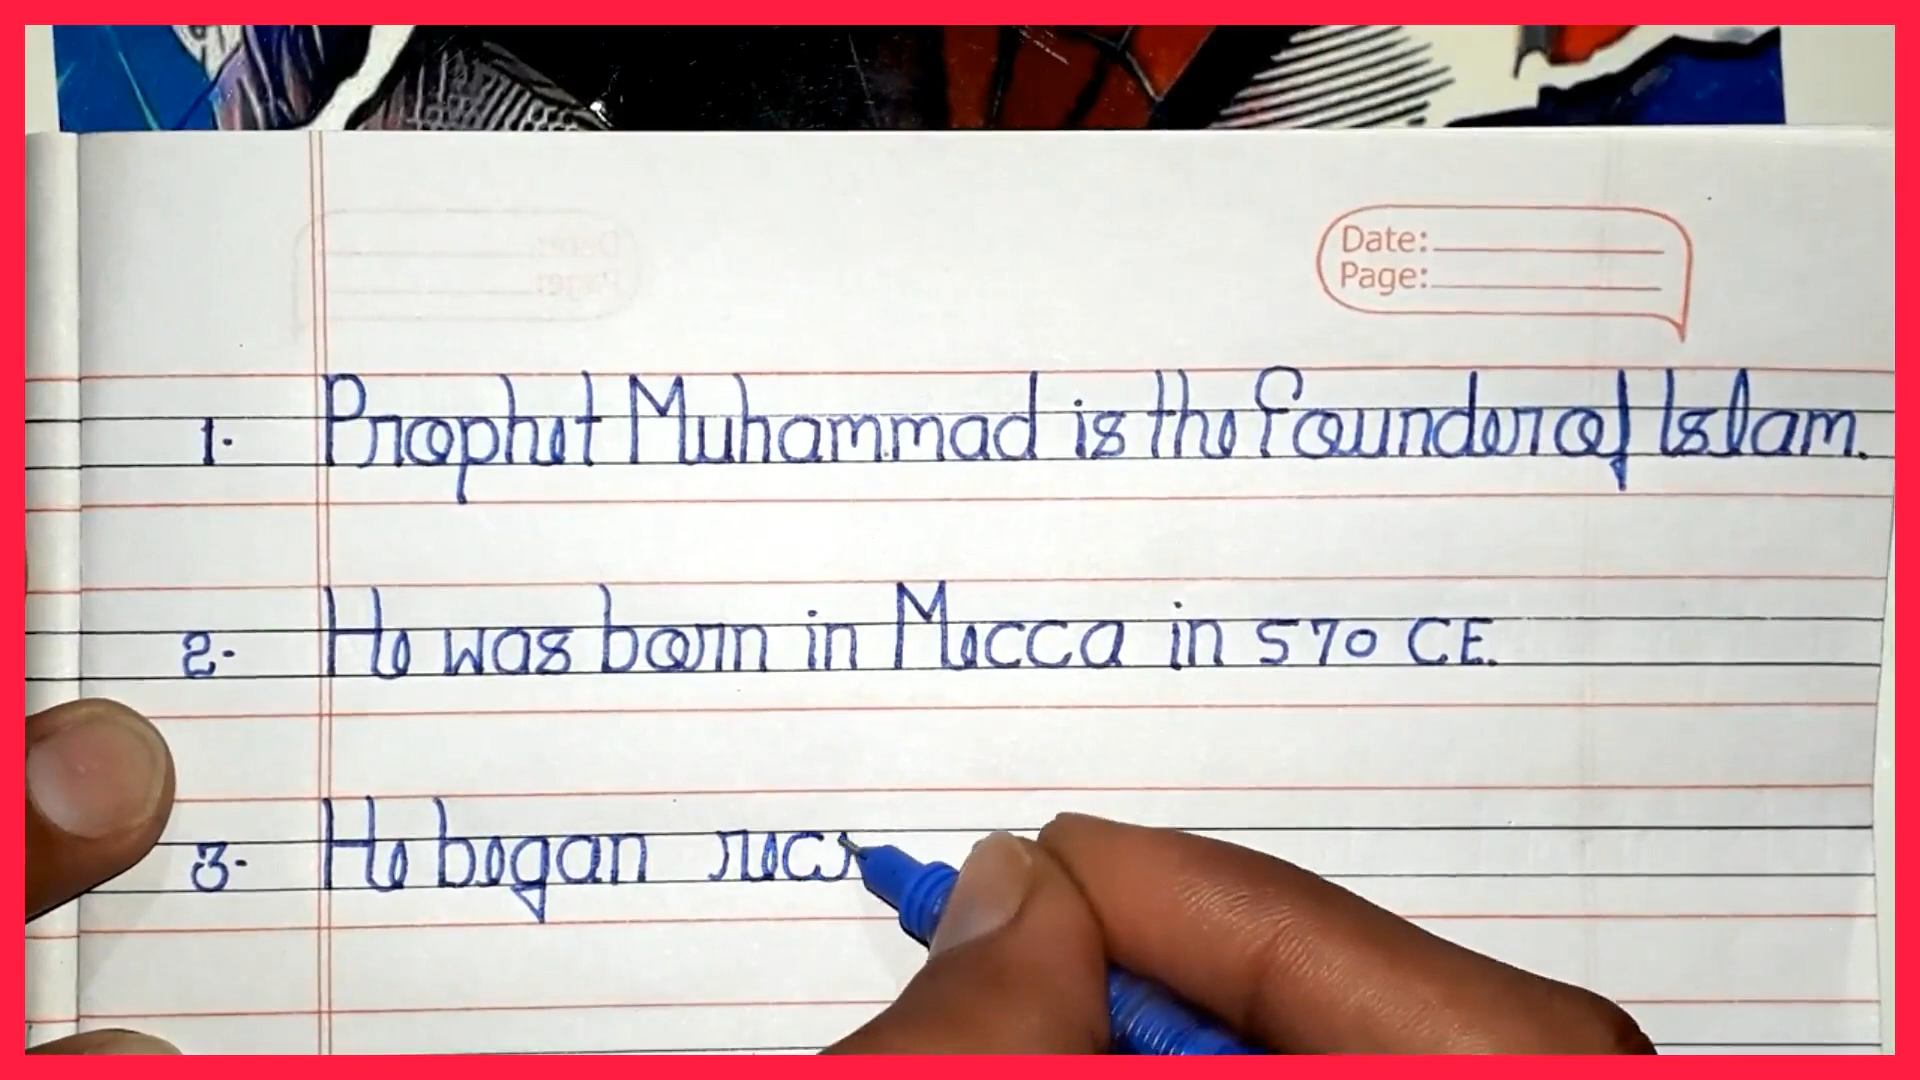 Date:
Page:
1. Prophet Muhammad is the founder of Islam.
2. He was born in Mecca in 570 CE.
3. He began